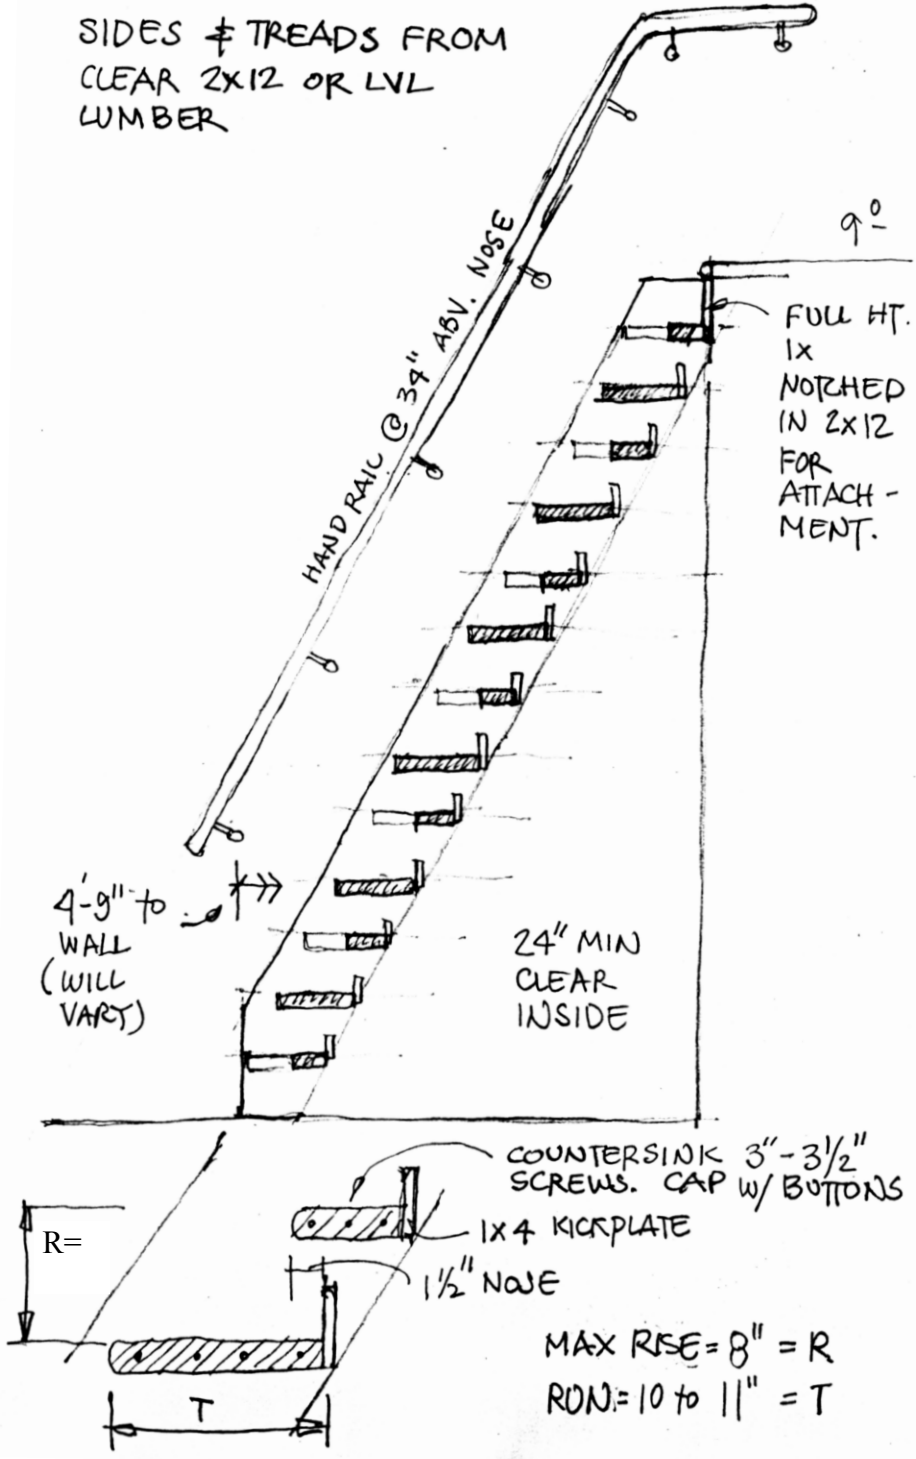 SIDES & TREADS FROM
CLEAR 2X12 OR LVL
LUMBER
HANDRAIL @ 34" ABV. NOSE
9⁰
FULL HT.
1X
NOTCHED
IN 2X12
FOR
ATTACH-
MENT.
4'-9" to
WALL
(WILL
VARY)
24" MIN
CLEAR
INSIDE
COUNTERSINK 3"-3½"
SCREWS. CAP W/ BUTTONS
R=
1X4 KICKPLATE
1½" NOSE
MAX RISE = 8" = R
RUN = 10 to 11" = T
T